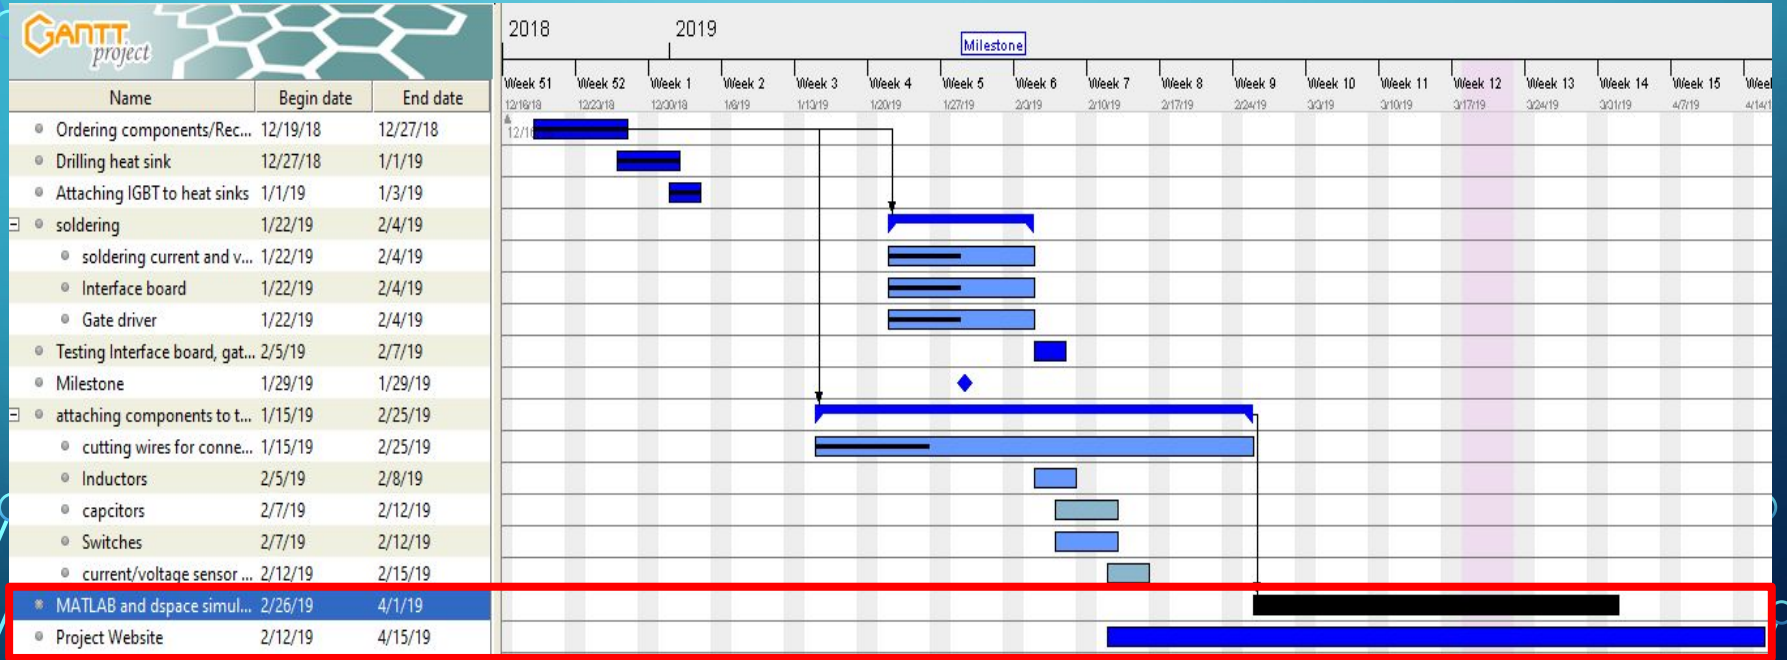 GANTT
project
2018 2019
Milestone
Week 51 Week 52 Week 1 Week 2 Week 3 Week 4 Week 5 Week 6 Week 7 Week 8 Week 9 Week 10 Week 11 Week 12 Week 13 Week 14 Week 15
12/16/18 12/23/18 12/30/18 1/6/19 1/13/19 1/20/19 1/27/19 2/3/19 2/10/19 2/17/19 2/24/19 3/3/19 3/10/19 3/17/19 3/24/19 3/31/19 4/7/19
Name Begin date End date
Ordering components/Rec... 12/19/18 12/27/18
Drilling heat sink 12/27/18 1/1/19
Attaching IGBT to heat sinks 1/1/19 1/3/19
soldering 1/22/19 2/4/19
soldering current and v... 1/22/19 2/4/19
Interface board 1/22/19 2/4/19
Gate driver 1/22/19 2/4/19
Testing Interface board, gat... 2/5/19 2/7/19
Milestone 1/29/19 1/29/19
attaching components to t... 1/15/19 2/25/19
cutting wires for conne... 1/15/19 2/25/19
Inductors 2/5/19 2/8/19
capcitors 2/7/19 2/12/19
Switches 2/7/19 2/12/19
current/voltage sensor ... 2/12/19 2/15/19
MATLAB and dspace simul... 2/26/19 4/1/19
Project Website 2/12/19 4/15/19